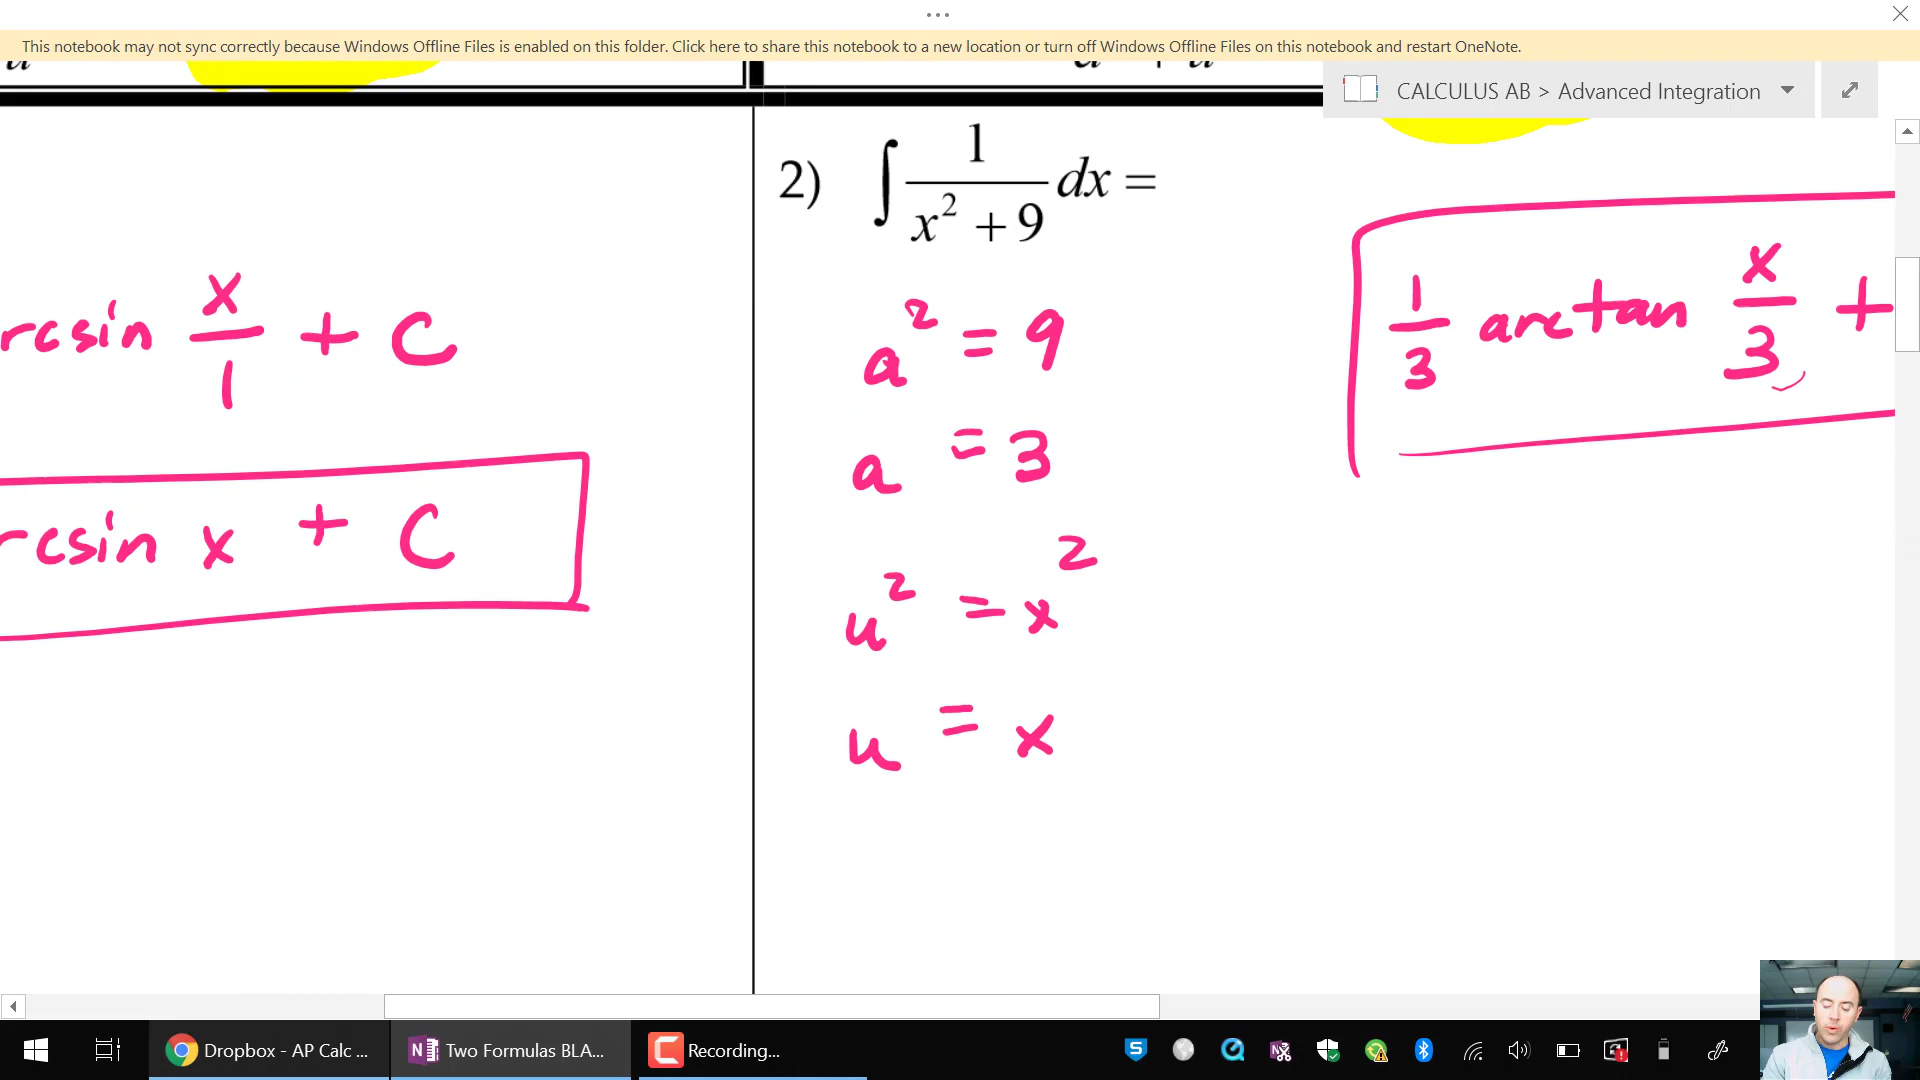 This notebook may not sync correctly because Windows Offline Files is enabled on this folder. Click here to share this notebook to a new location or turn off Windows Offline Files on this notebook and restart OneNote.
CALCULUS AB > Advanced Integration
2) ∫ 1/(x² + 9) dx =
rcsin x/1 + C
rcsin x + C
a² = 9
a = 3
u² = x²
u = x
1/3 arctan x/3 +
Dropbox - AP Calc ...
Two Formulas BLA...
Recording...